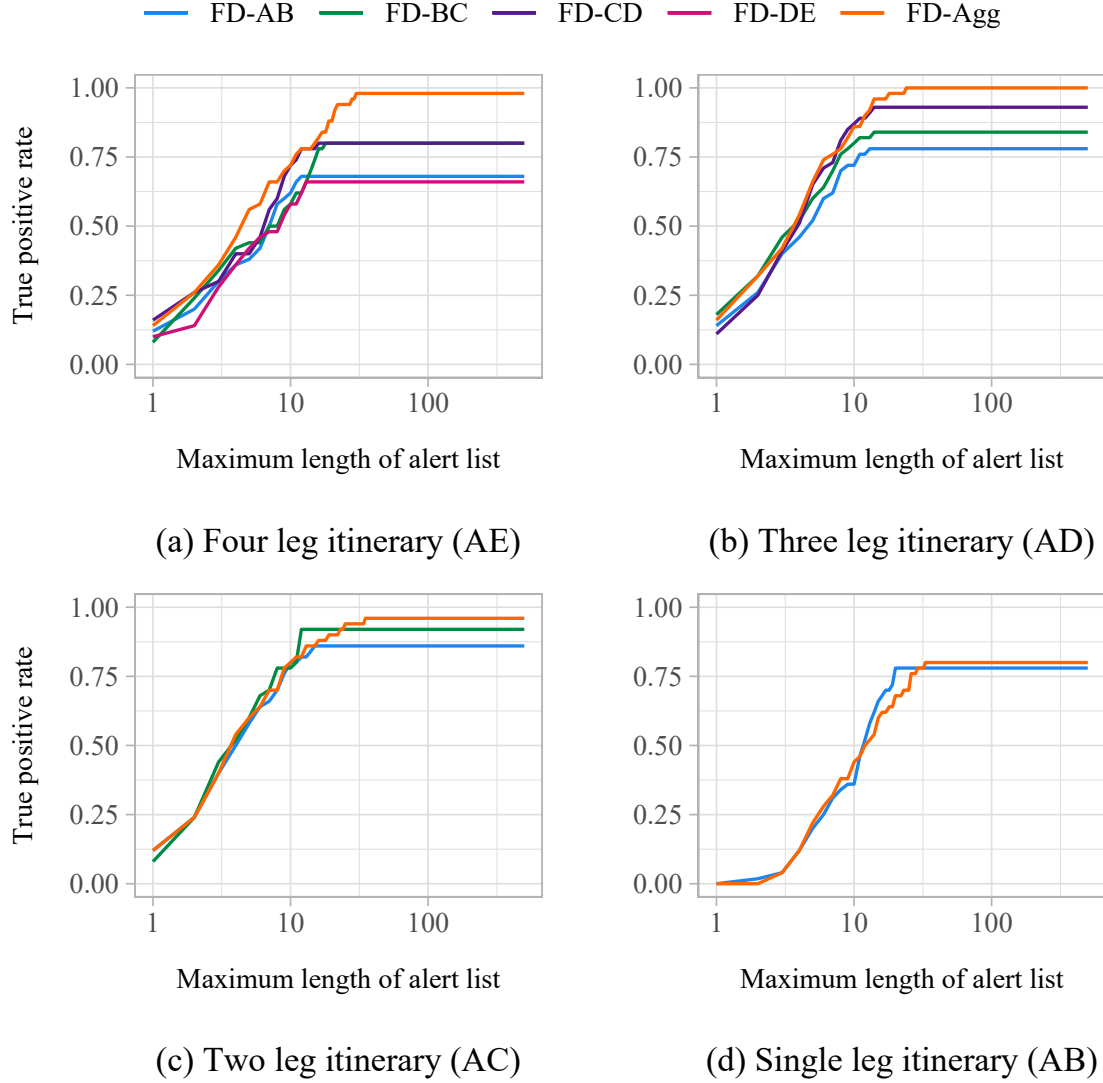 FD-AB FD-BC FD-CD FD-DE FD-Agg
True positive rate
1.00
0.75
0.50
0.25
0.00
1 10 100
Maximum length of alert list
(a) Four leg itinerary (AE)
1.00
0.75
0.50
0.25
0.00
1 10 100
Maximum length of alert list
(b) Three leg itinerary (AD)
True positive rate
1.00
0.75
0.50
0.25
0.00
1 10 100
Maximum length of alert list
(c) Two leg itinerary (AC)
1.00
0.75
0.50
0.25
0.00
1 10 100
Maximum length of alert list
(d) Single leg itinerary (AB)